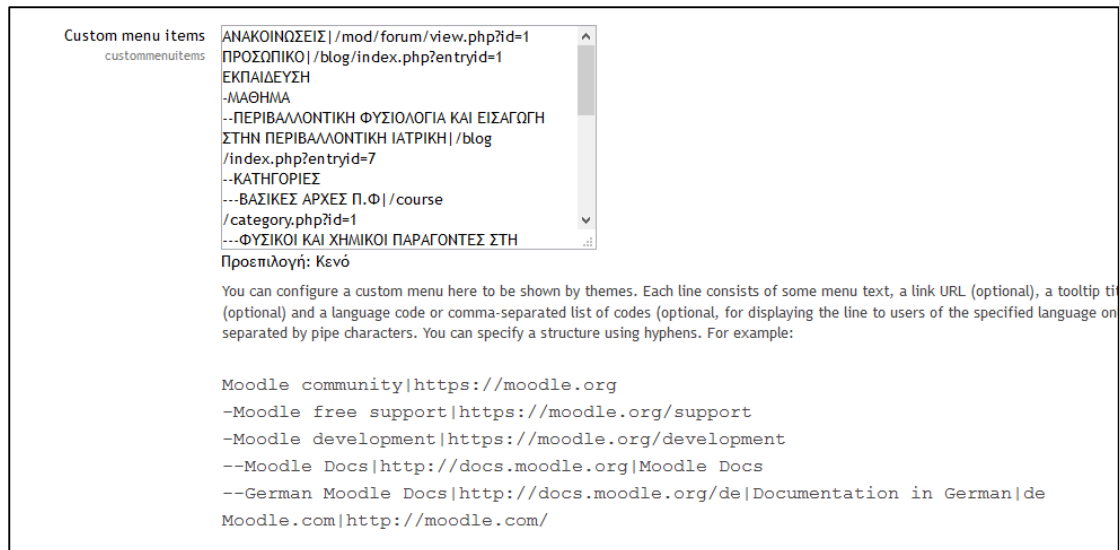 Custom menu items
custommenuitems
ΑΝΑΚΟΙΝΩΣΕΙΣ|/mod/forum/view.php?id=1
ΠΡΟΣΩΠΙΚΟ|/blog/index.php?entryid=1
ΕΚΠΑΙΔΕΥΣΗ
-ΜΑΘΗΜΑ
--ΠΕΡΙΒΑΛΛΟΝΤΙΚΗ ΦΥΣΙΟΛΟΓΙΑ ΚΑΙ ΕΙΣΑΓΩΓΗ
ΣΤΗΝ ΠΕΡΙΒΑΛΛΟΝΤΙΚΗ ΙΑΤΡΙΚΗ|/blog
/index.php?entryid=7
--ΚΑΤΗΓΟΡΙΕΣ
---ΒΑΣΙΚΕΣ ΑΡΧΕΣ Π.Φ|/course
/category.php?id=1
---ΦΥΣΙΚΟΙ ΚΑΙ ΧΗΜΙΚΟΙ ΠΑΡΑΓΟΝΤΕΣ ΣΤΗ
Προεπιλογή: Κενό
You can configure a custom menu here to be shown by themes. Each line consists of some menu text, a link URL (optional), a tooltip tit
(optional) and a language code or comma-separated list of codes (optional, for displaying the line to users of the specified language on
separated by pipe characters. You can specify a structure using hyphens. For example:
Moodle community|https://moodle.org
-Moodle free support|https://moodle.org/support
-Moodle development|https://moodle.org/development
--Moodle Docs|http://docs.moodle.org|Moodle Docs
--German Moodle Docs|http://docs.moodle.org/de|Documentation in German|de
Moodle.com|http://moodle.com/